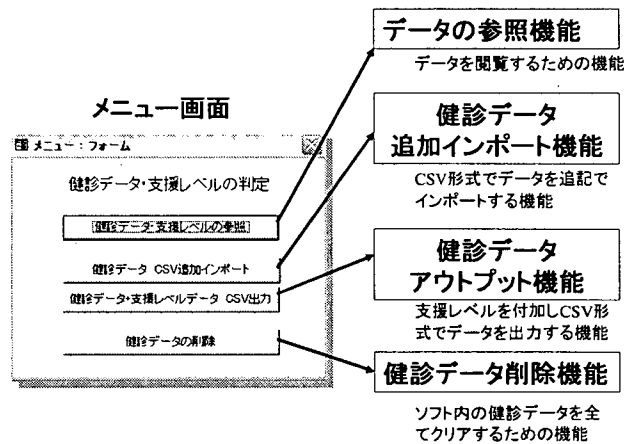 データの参照機能
データを閲覧するための機能
メニュー画面
メニュー：フォーム
健診データ・支援レベルの判定
健診データ・支援レベルの参照
健診データ CSV追加インポート
健診データ・支援レベルデータ CSV出力
健診データの削除
健診データ
追加インポート機能
CSV形式でデータを追記で
インポートする機能
健診データ
アウトプット機能
支援レベルを付加しCSV形
式でデータを出力する機能
健診データ削除機能
ソフト内の健診データを全
てクリアするための機能